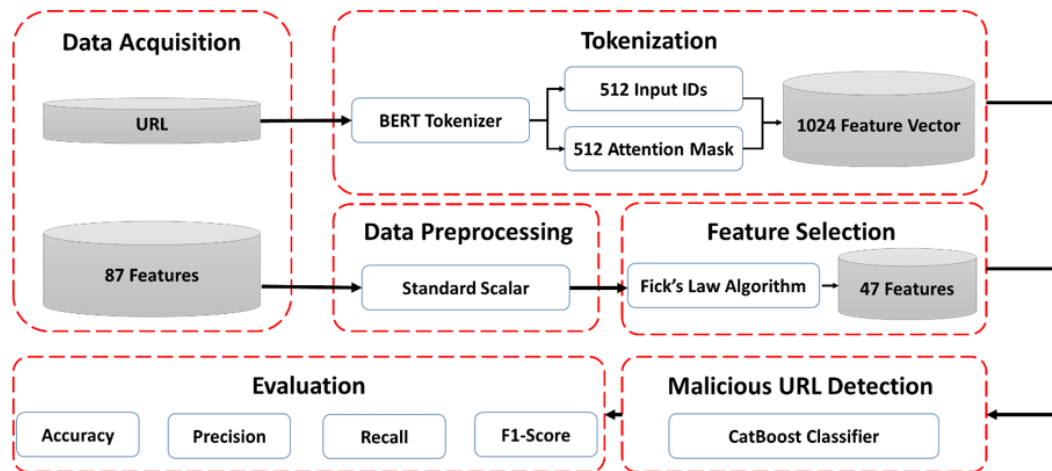 Data Acquisition
URL
87 Features
Tokenization
BERT Tokenizer
512 Input IDs
512 Attention Mask
1024 Feature Vector
Data Preprocessing
Standard Scalar
Feature Selection
Fick's Law Algorithm
47 Features
Malicious URL Detection
CatBoost Classifier
Evaluation
Accuracy
Precision
Recall
F1-Score